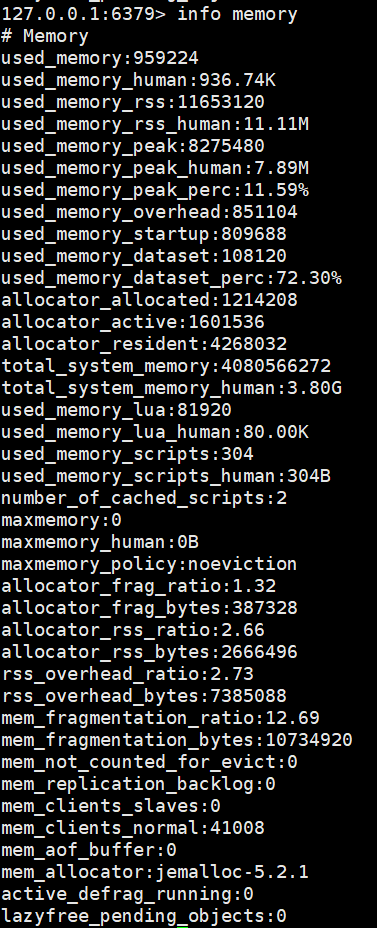 127.0.0.1:6379> info memory
# Memory
used_memory:959224
used_memory_human:936.74K
used_memory_rss:11653120
used_memory_rss_human:11.11M
used_memory_peak:8275480
used_memory_peak_human:7.89M
used_memory_peak_perc:11.59%
used_memory_overhead:851104
used_memory_startup:809688
used_memory_dataset:108120
used_memory_dataset_perc:72.30%
allocator_allocated:1214208
allocator_active:1601536
allocator_resident:4268032
total_system_memory:4080566272
total_system_memory_human:3.80G
used_memory_lua:81920
used_memory_lua_human:80.00K
used_memory_scripts:304
used_memory_scripts_human:304B
number_of_cached_scripts:2
maxmemory:0
maxmemory_human:0B
maxmemory_policy:noeviction
allocator_frag_ratio:1.32
allocator_frag_bytes:387328
allocator_rss_ratio:2.66
allocator_rss_bytes:2666496
rss_overhead_ratio:2.73
rss_overhead_bytes:7385088
mem_fragmentation_ratio:12.69
mem_fragmentation_bytes:10734920
mem_not_counted_for_evict:0
mem_replication_backlog:0
mem_clients_slaves:0
mem_clients_normal:41008
mem_aof_buffer:0
mem_allocator:jemalloc-5.2.1
active_defrag_running:0
lazyfree_pending_objects:0